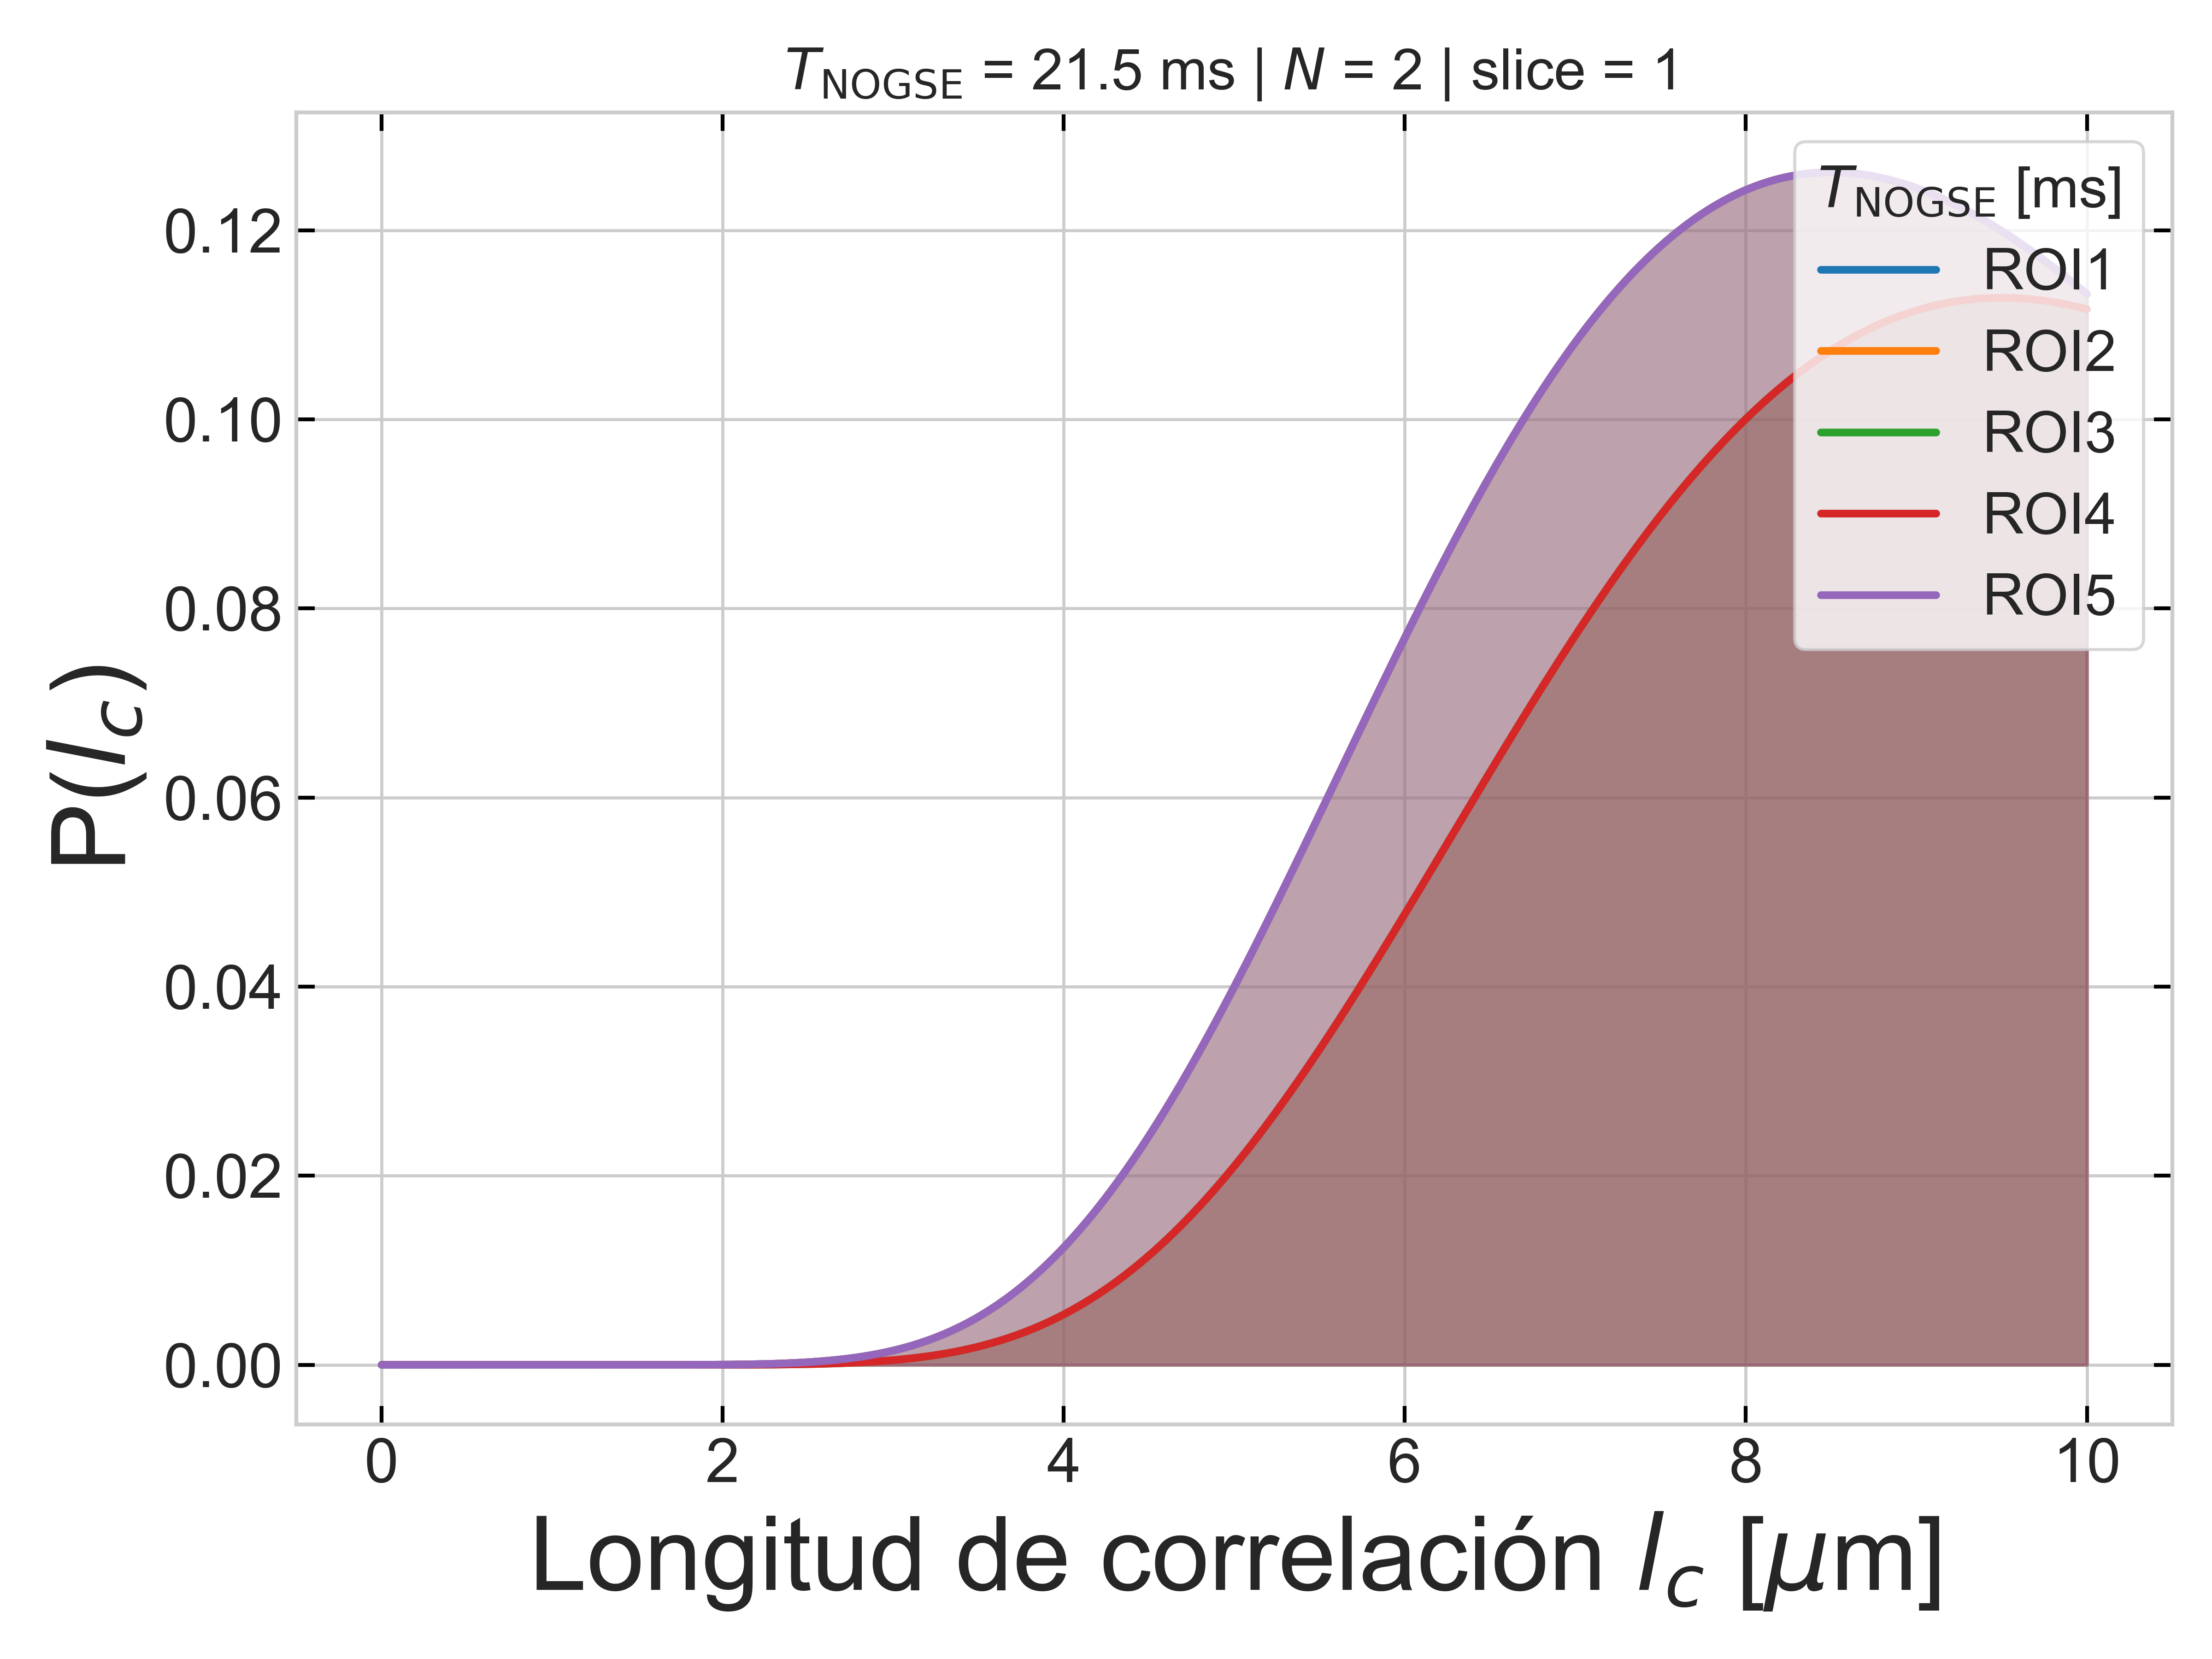 T_NOGSE = 21.5 ms | N = 2 | slice = 1
P(l_c)
0.12
0.10
0.08
0.06
0.04
0.02
0.00
T_NOGSE [ms]
ROI1
ROI2
ROI3
ROI4
ROI5
0 2 4 6 8 10
Longitud de correlación l_c [μm]